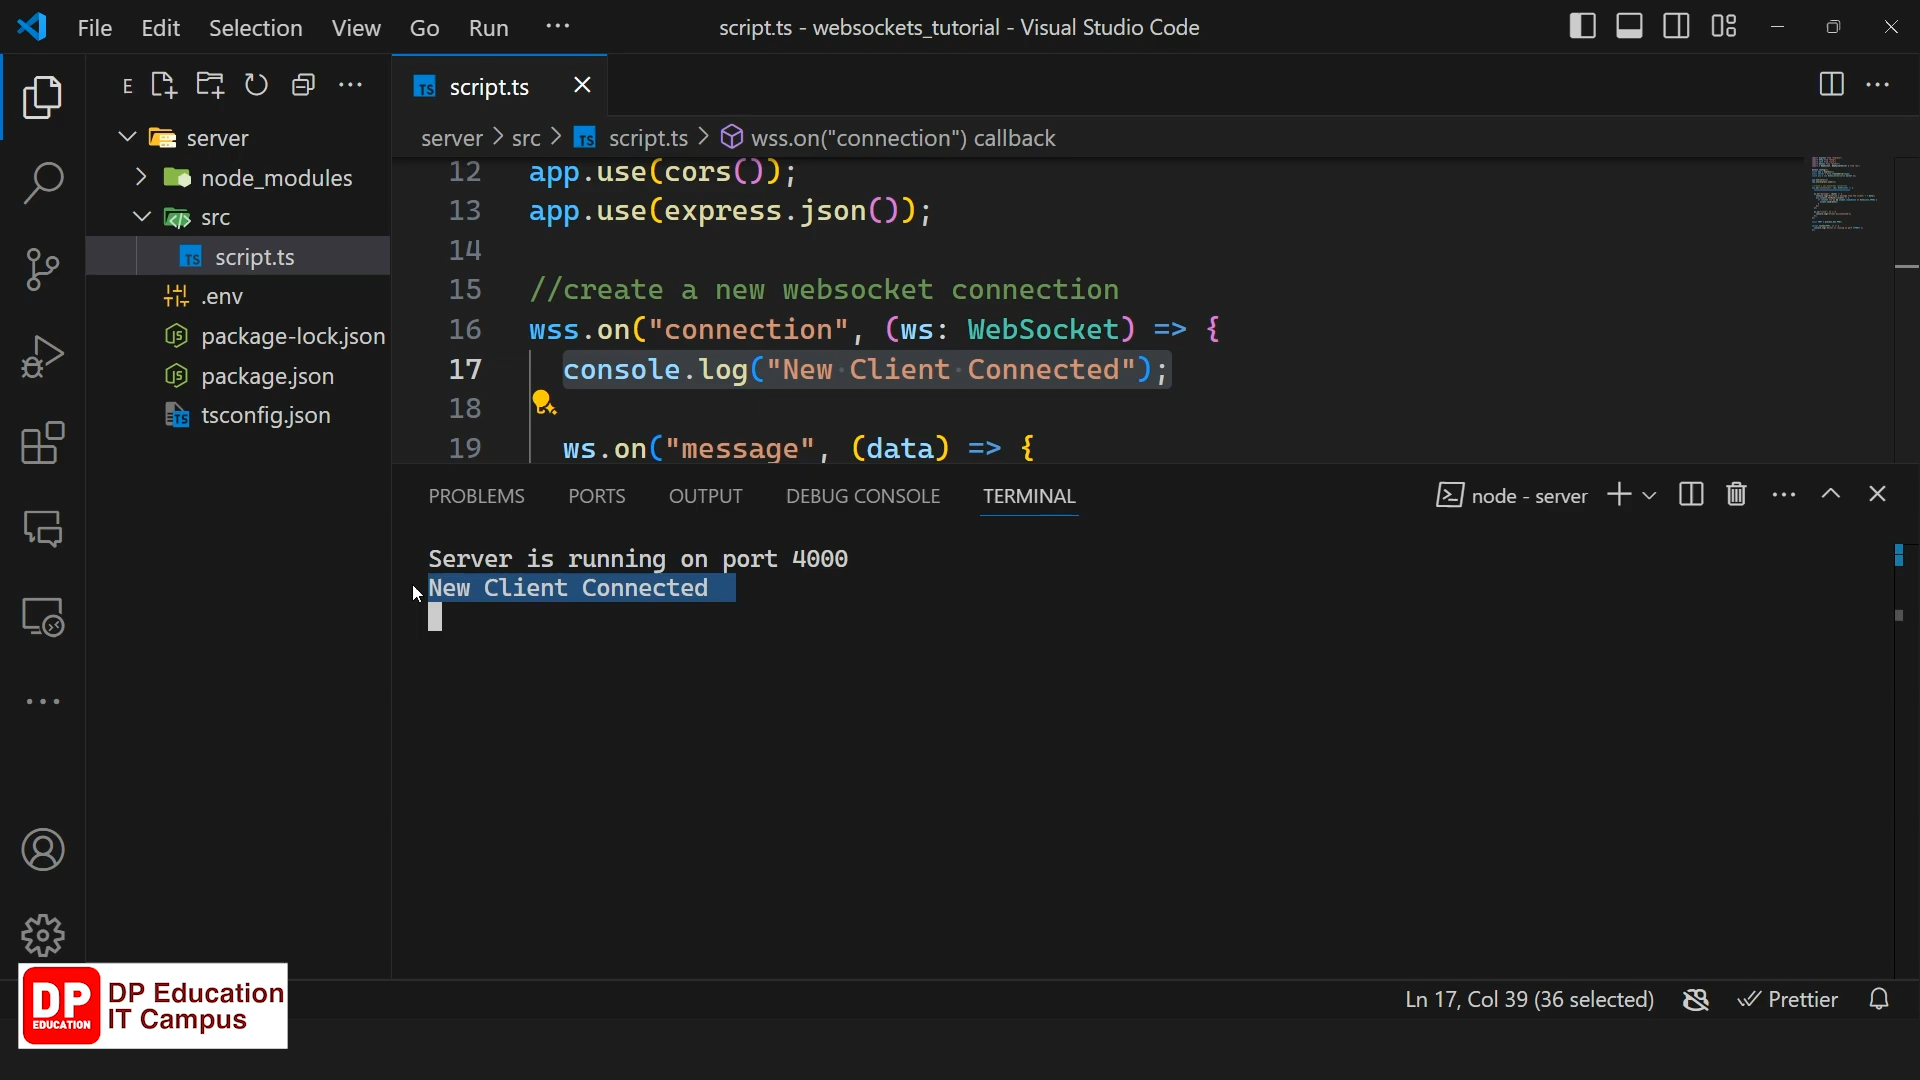 File Edit Selection View Go Run ···
script.ts - websockets_tutorial - Visual Studio Code
E
server
node_modules
src
script.ts
.env
package-lock.json
package.json
tsconfig.json
TS script.ts
server > src > TS script.ts > wss.on("connection") callback
12 app.use(cors());
13 app.use(express.json());
14
15 //create a new websocket connection
16 wss.on("connection", (ws: WebSocket) => {
17 console.log("New Client Connected");
18
19 ws.on("message", (data) => {
PROBLEMS PORTS OUTPUT DEBUG CONSOLE TERMINAL
node - server
Server is running on port 4000
New Client Connected
Ln 17, Col 39 (36 selected) Prettier
DP EDUCATION
DP Education
IT Campus